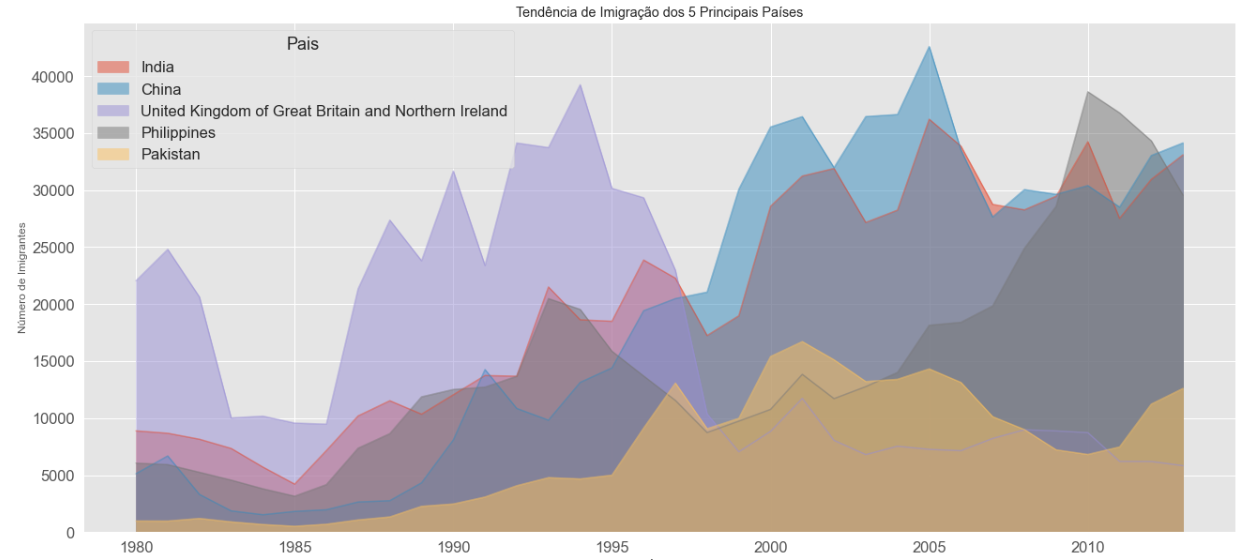 Tendência de Imigração dos 5 Principais Países
Pais
India
China
United Kingdom of Great Britain and Northern Ireland
Philippines
Pakistan
Número de Imigrantes
40000
35000
30000
25000
20000
15000
10000
5000
0
1980
1985
1990
1995
2000
2005
2010